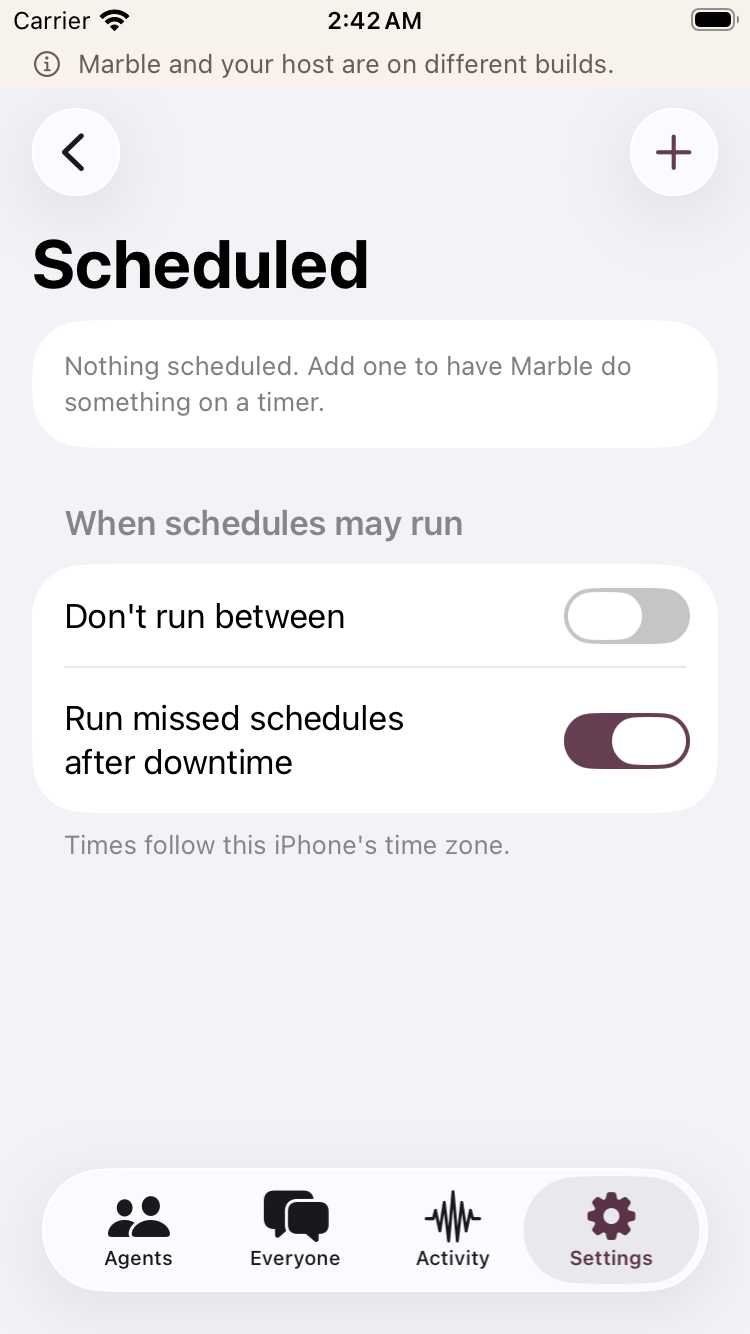 Carrier 2:42 AM
Marble and your host are on different builds.
Scheduled
Nothing scheduled. Add one to have Marble do
something on a timer.
When schedules may run
Don't run between
Run missed schedules
after downtime
Times follow this iPhone's time zone.
Agents Everyone Activity Settings